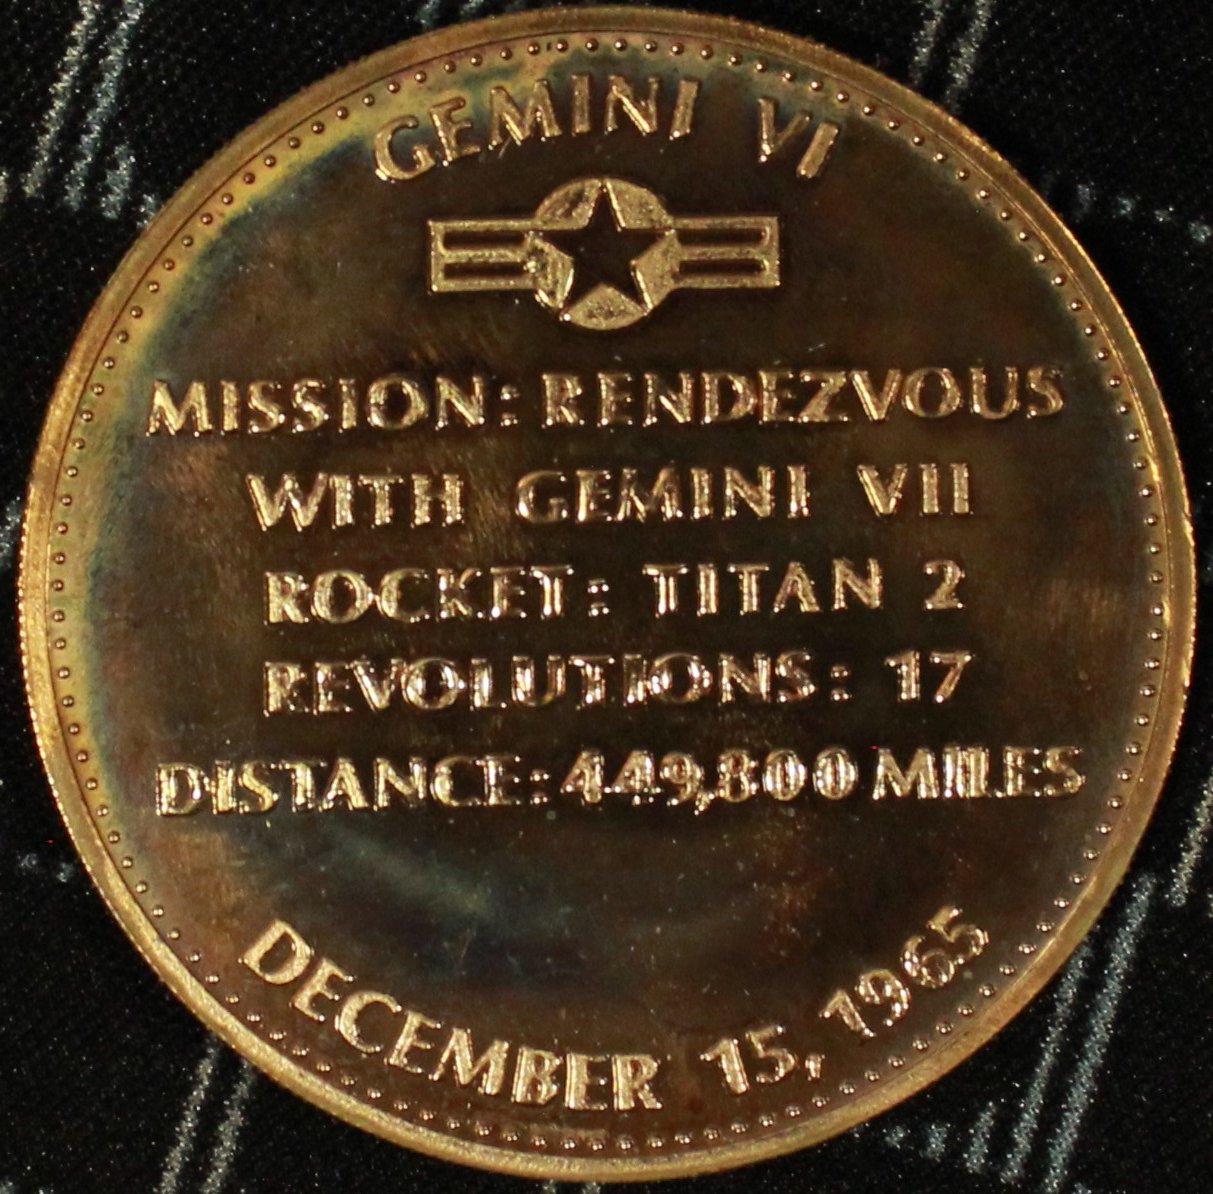 GEMINI VI
MISSION: RENDEZVOUS
WITH GEMINI VII
ROCKET: TITAN 2
REVOLUTIONS: 17
DISTANCE: 449,800 MILES
DECEMBER 15, 1965